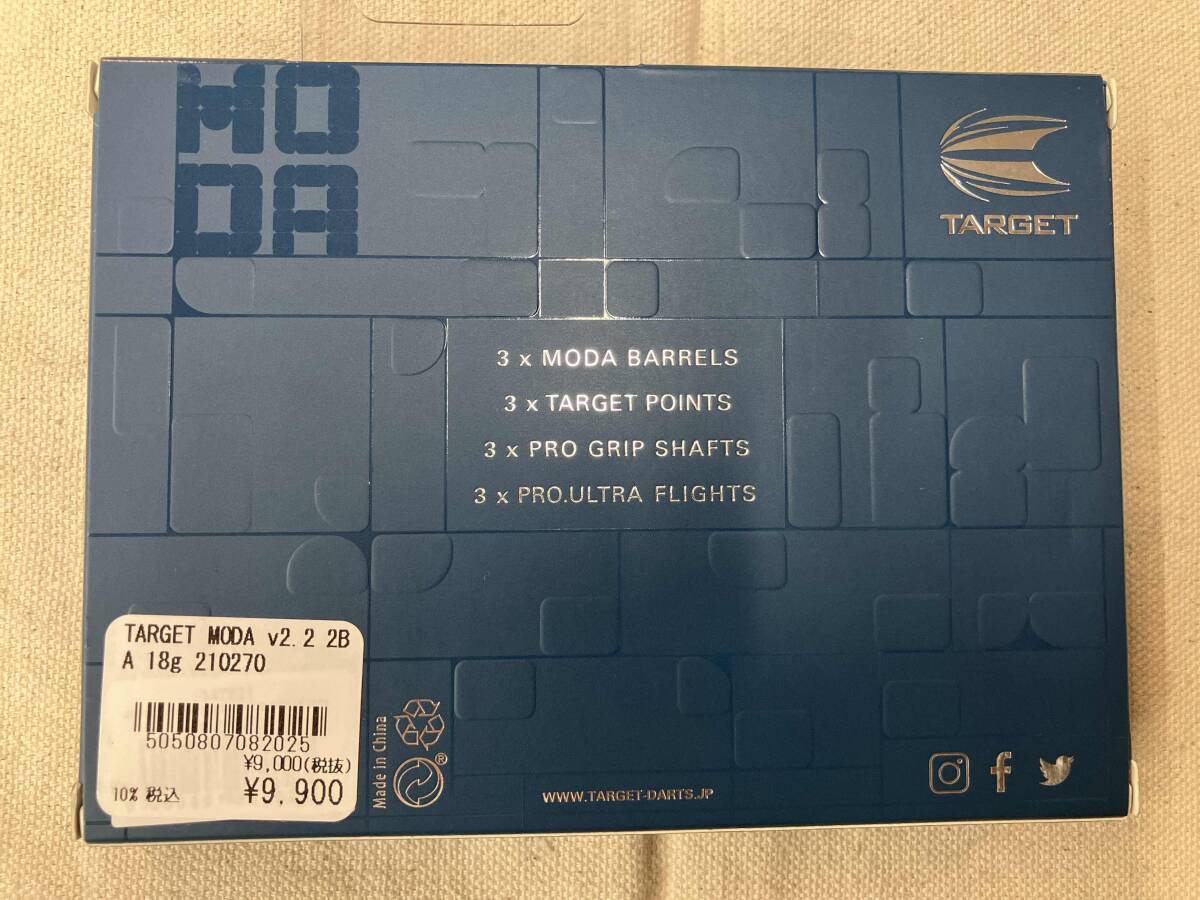 MO
DA
TARGET
3 x MODA BARRELS
3 x TARGET POINTS
3 x PRO GRIP SHAFTS
3 x PRO.ULTRA FLIGHTS
TARGET MODA v2.2 2B
A 18g 210270
5050807082025
¥9,000(税抜)
10% 税込 ¥9,900
Made in China
®
WWW.TARGET-DARTS.JP